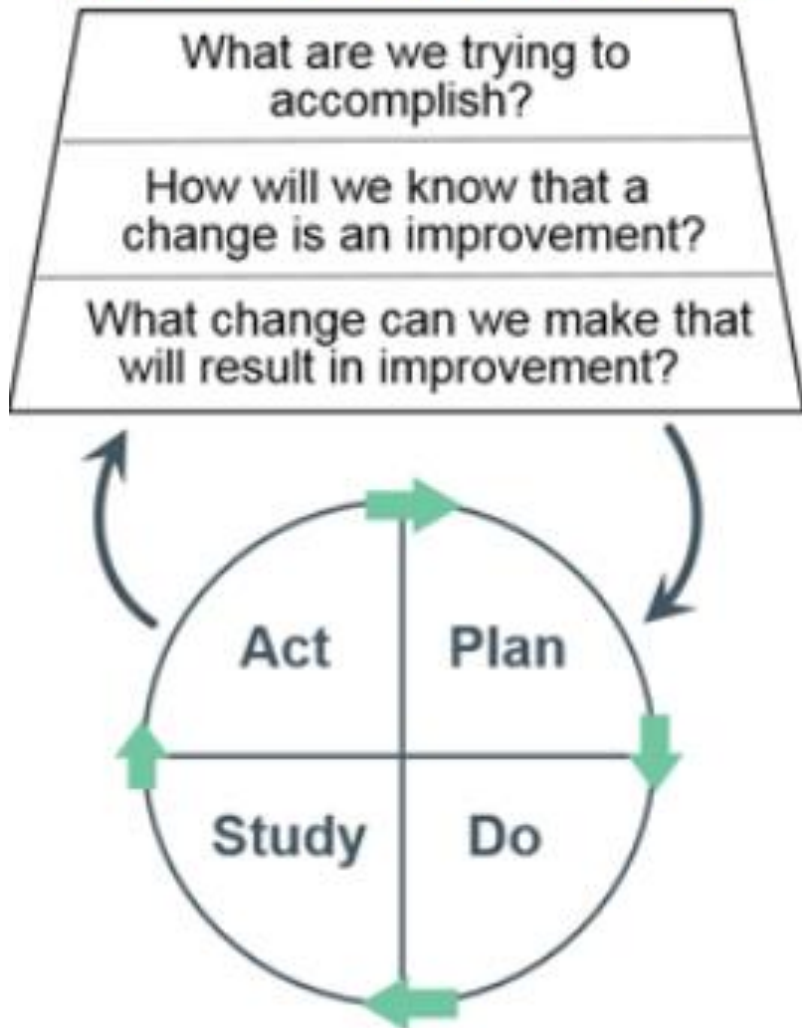 What are we trying to
accomplish?
How will we know that a
change is an improvement?
What change can we make that
will result in improvement?
Act
Plan
Study
Do